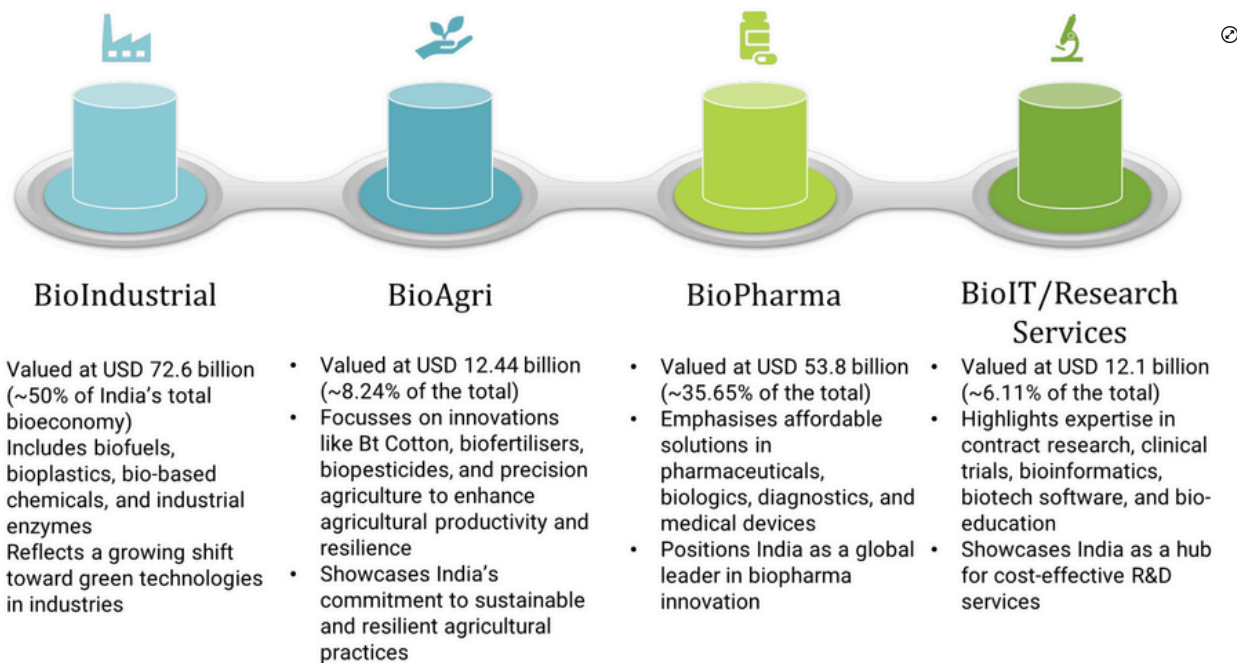 BioIndustrial
Valued at USD 72.6 billion
(~50% of India's total
bioeconomy)
Includes biofuels,
bioplastics, bio-based
chemicals, and industrial
enzymes
Reflects a growing shift
toward green technologies
in industries
BioAgri
• Valued at USD 12.44 billion
(~8.24% of the total)
• Focusses on innovations
like Bt Cotton, biofertilisers,
biopesticides, and precision
agriculture to enhance
agricultural productivity and
resilience
• Showcases India's
commitment to sustainable
and resilient agricultural
practices
BioPharma
• Valued at USD 53.8 billion
(~35.65% of the total)
• Emphasises affordable
solutions in
pharmaceuticals,
biologics, diagnostics, and
medical devices
• Positions India as a global
leader in biopharma
innovation
BioIT/Research
Services
• Valued at USD 12.1 billion
(~6.11% of the total)
• Highlights expertise in
contract research, clinical
trials, bioinformatics,
biotech software, and bio-
education
• Showcases India as a hub
for cost-effective R&D
services